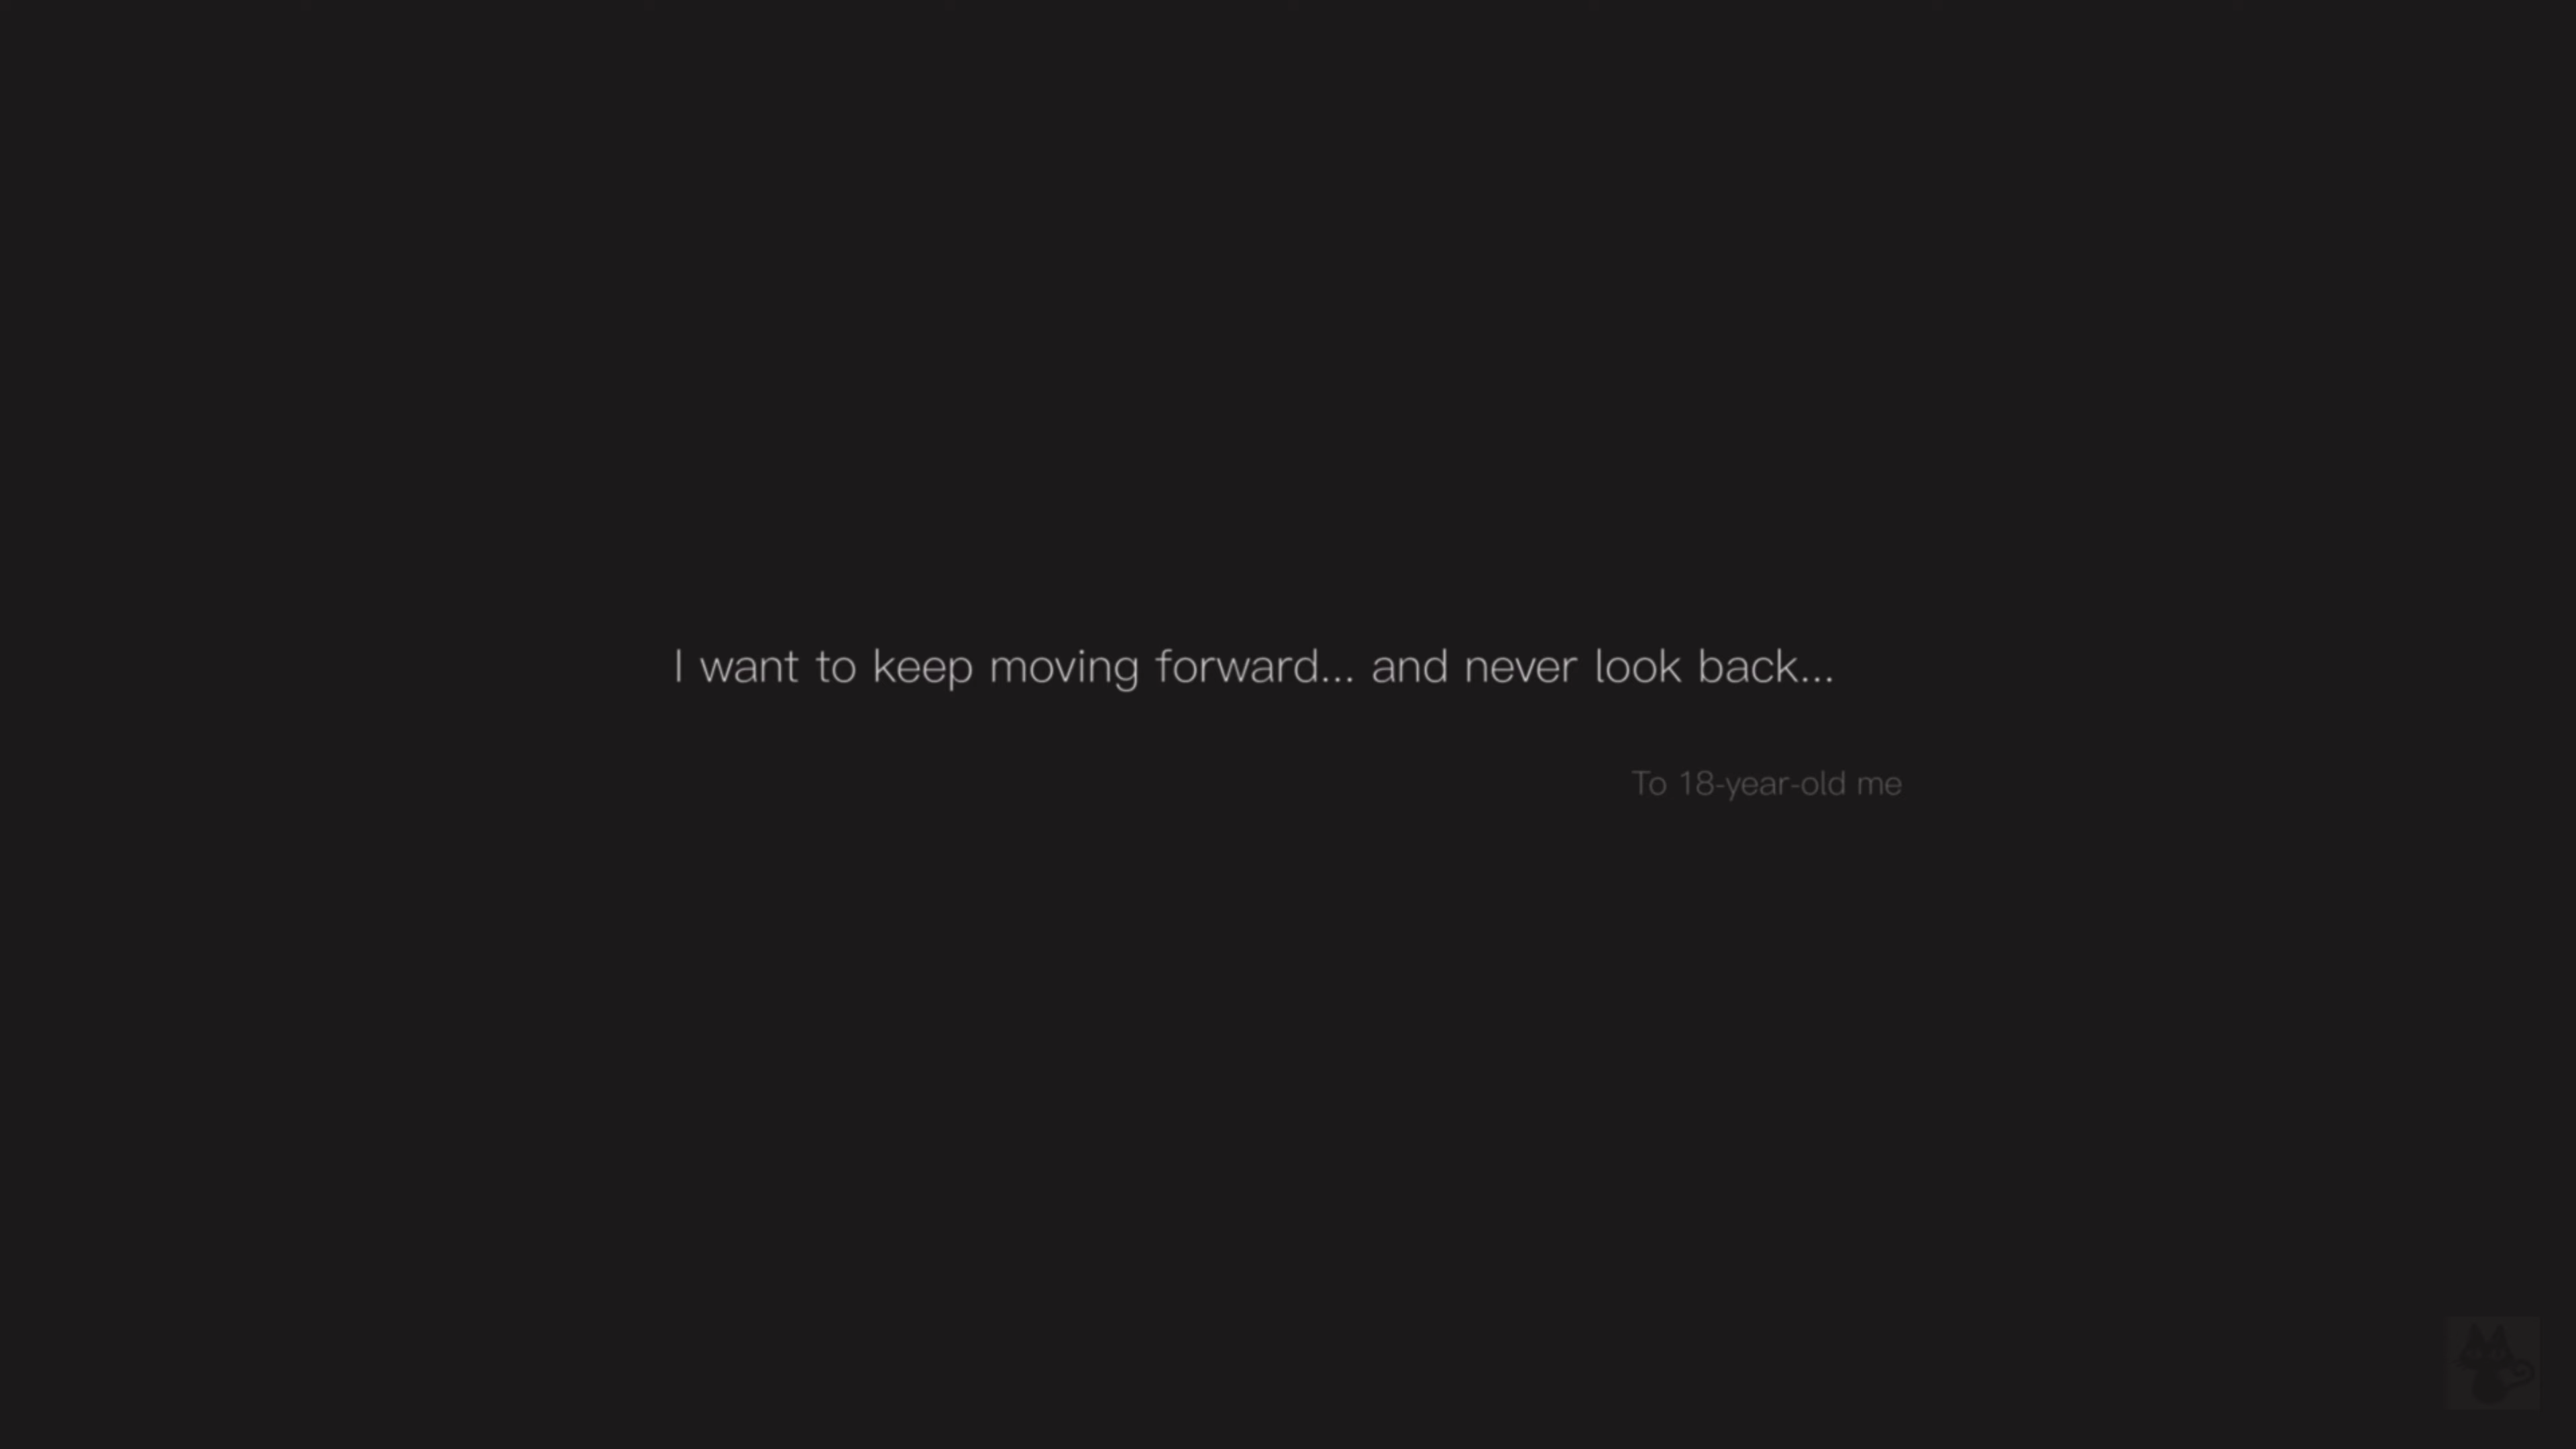 I want to keep moving forward... and never look back...
To 18-year-old me